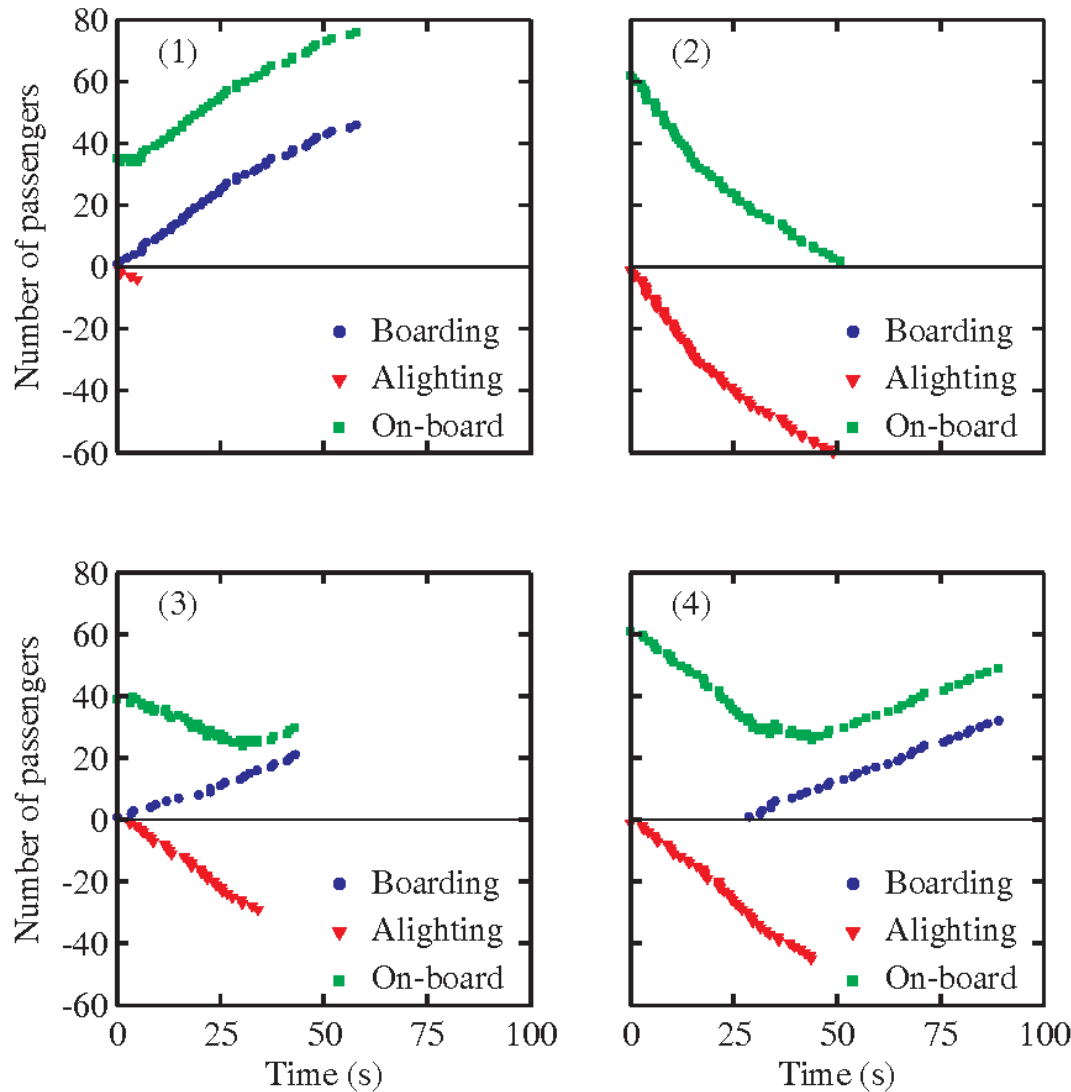 Number of passengers
80
60
40
20
0
-20
-40
-60
(1)
Boarding
Alighting
On-board
(2)
Boarding
Alighting
On-board
Number of passengers
80
60
40
20
0
-20
-40
-60
(3)
Boarding
Alighting
On-board
0 25 50 75 100
Time (s)
(4)
Boarding
Alighting
On-board
0 25 50 75 100
Time (s)